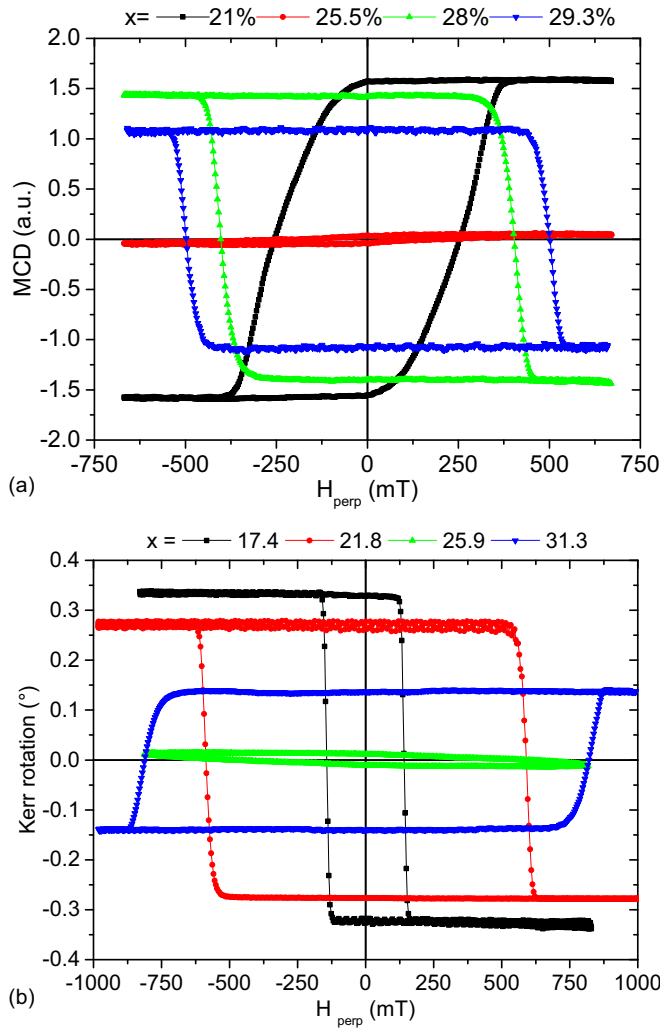 x= 21% 25.5% 28% 29.3%
2.0
1.5
1.0
0.5
0.0
-0.5
-1.0
-1.5
-2.0
MCD (a.u.)
-750 -500 -250 0 250 500 750
(a) H perp (mT)
x = 17.4 21.8 25.9 31.3
0.4
0.3
0.2
0.1
0.0
-0.1
-0.2
-0.3
-0.4
Kerr rotation (°)
-1000 -750 -500 -250 0 250 500 750 1000
(b) H perp (mT)